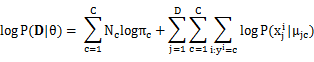 log P(D|θ) = ∑_{c=1}^{C} N_c log π_c + ∑_{j=1}^{D} ∑_{c=1}^{C} ∑_{i:y^i=c} log P(x_j^i|μ_{jc})